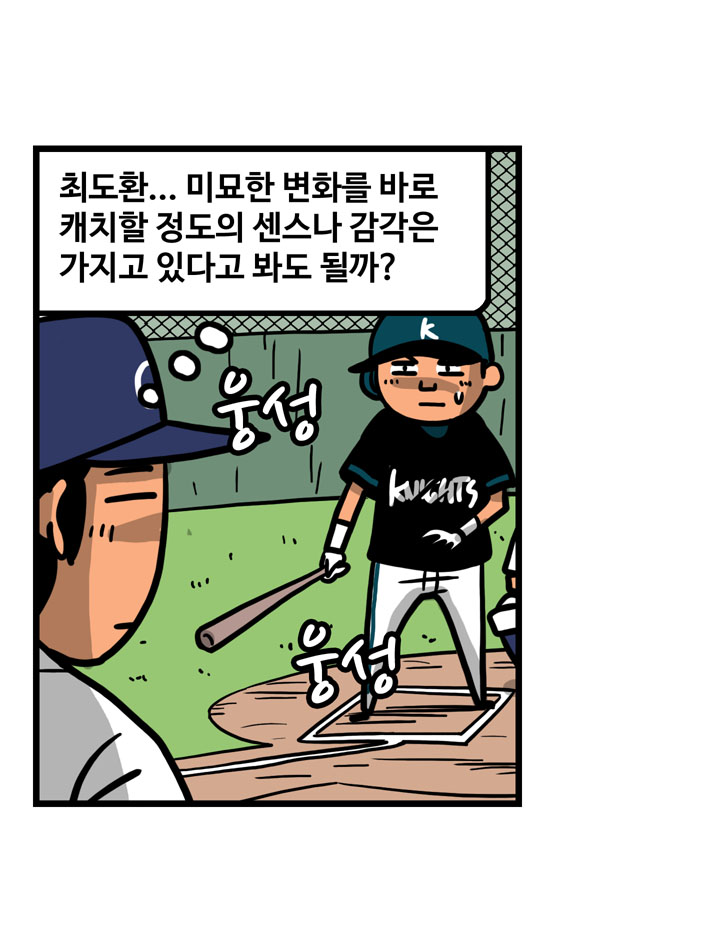 최도환... 미묘한 변화를 바로
캐치할 정도의 센스나 감각은
가지고 있다고 봐도 될까?
K
웅성
KNIGHTS
웅성